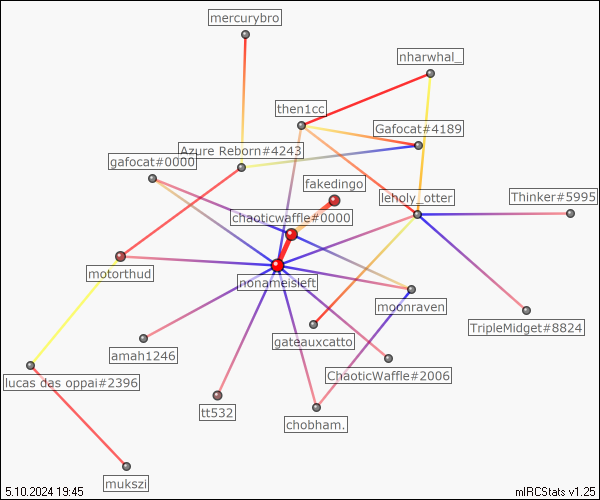 mercurybro
nharwhal_
then1cc
Gafocat#4189
Azure Reborn#4243
gafocat#0000
fakedingo
leholy_otter
Thinker#5995
chaoticwaffle#0000
motorthud
nonameisleft
moonraven
TripleMidget#8824
gateauxcatto
amah1246
ChaoticWaffle#2006
lucas das oppai#2396
tt532
chobham.
mukszi
5.10.2024 19:45
mIRCStats v1.25